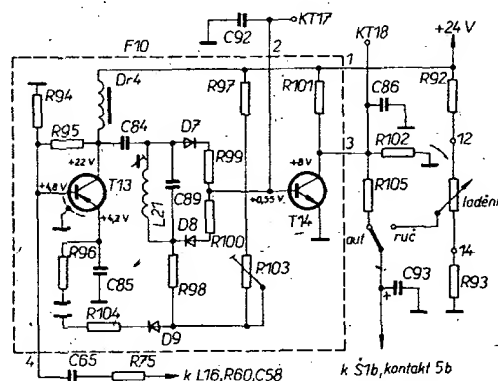 KT17
F10
C92
2
KT18
+24 V
1
Dr4
R94
R97
R101
C86
R92
R95
C84
D7
R99
3
R102
12
+22 V
+8 V
+4,8 V
T13
L21
C89
+0,55 V
T14
R105
ladění
+4,2 V
D8
R100
aut
ruč
R96
C85
R98
R103
14
+
C93
R93
R104
D9
4
C65
R75
k L16,R60,C58
k Š1b, kontakt 5b